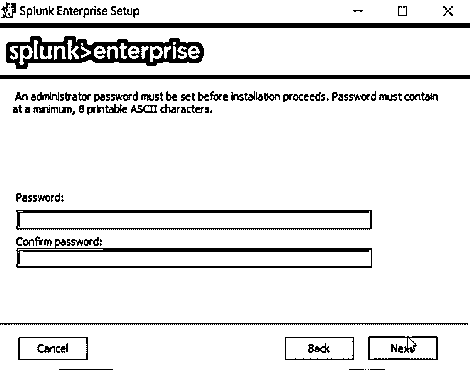 Splunk Enterprise Setup
splunk>enterprise
An administrator password must be set before installation proceeds. Password must contain
at a minimum, 8 printable ASCII characters.
Password:
Confirm password:
Cancel
Back
Next